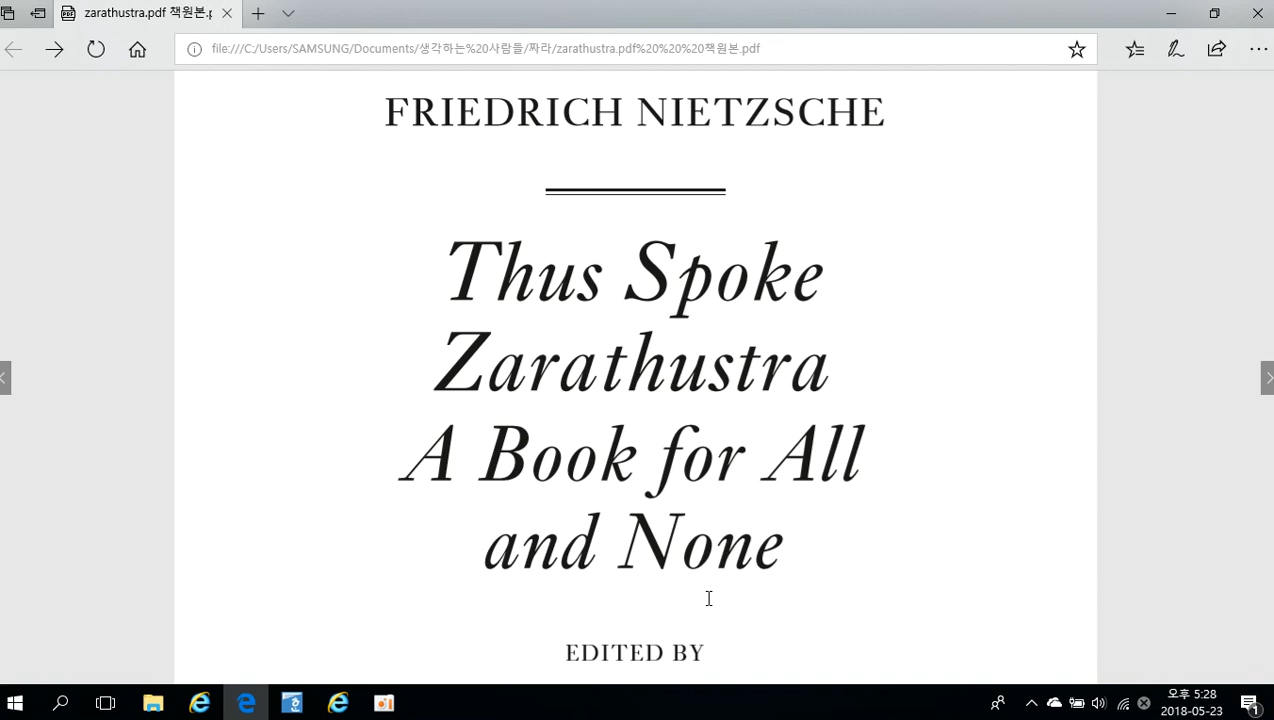 zarathustra.pdf 책원본.p
file:///C:/Users/SAMSUNG/Documents/생각하는%20사람들/짜라/zarathustra.pdf%20%20%20책원본.pdf
FRIEDRICH NIETZSCHE
Thus Spoke
Zarathustra
A Book for All
and None
EDITED BY
오후 5:28
2018-05-23
1